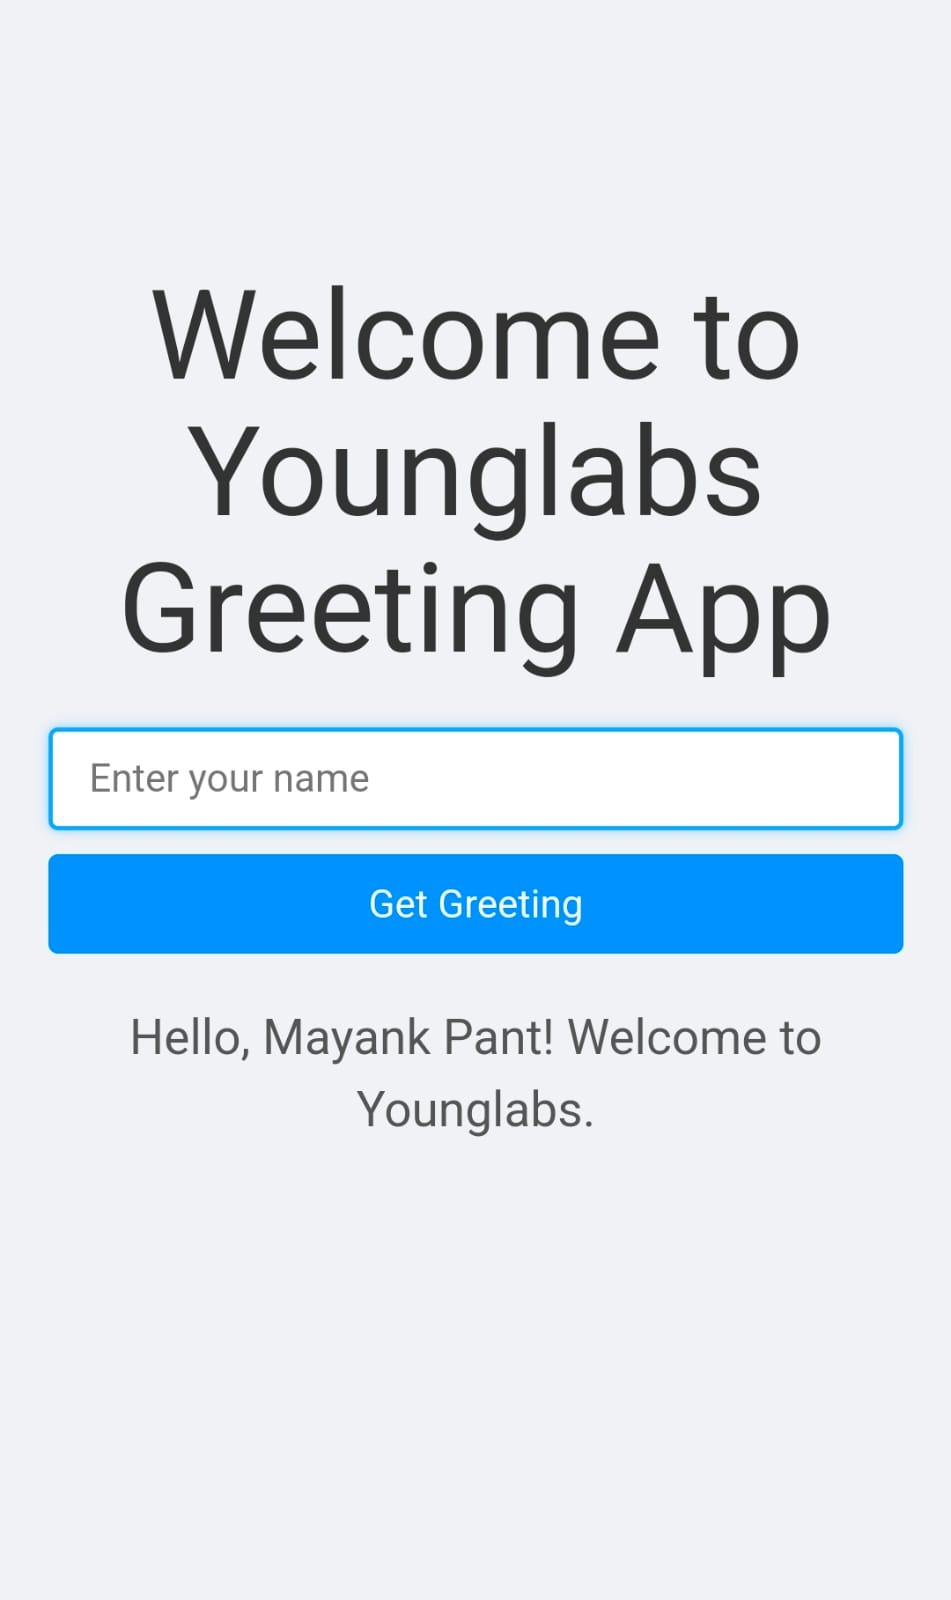 Welcome to
Younglabs
Greeting App
Enter your name
Get Greeting
Hello, Mayank Pant! Welcome to
Younglabs.